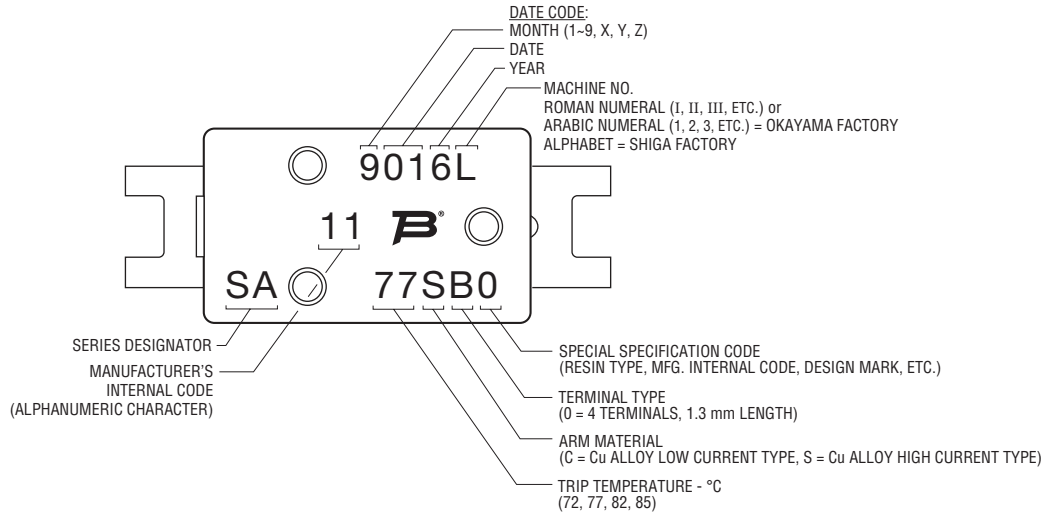 DATE CODE:
MONTH (1~9, X, Y, Z)
DATE
YEAR
MACHINE NO.
ROMAN NUMERAL (I, II, III, ETC.) or
ARABIC NUMERAL (1, 2, 3, ETC.) = OKAYAMA FACTORY
ALPHABET = SHIGA FACTORY
9016L
11
B®
SA
77SB0
SERIES DESIGNATOR
MANUFACTURER'S
INTERNAL CODE
(ALPHANUMERIC CHARACTER)
SPECIAL SPECIFICATION CODE
(RESIN TYPE, MFG. INTERNAL CODE, DESIGN MARK, ETC.)
TERMINAL TYPE
(0 = 4 TERMINALS, 1.3 mm LENGTH)
ARM MATERIAL
(C = Cu ALLOY LOW CURRENT TYPE, S = Cu ALLOY HIGH CURRENT TYPE)
TRIP TEMPERATURE - °C
(72, 77, 82, 85)